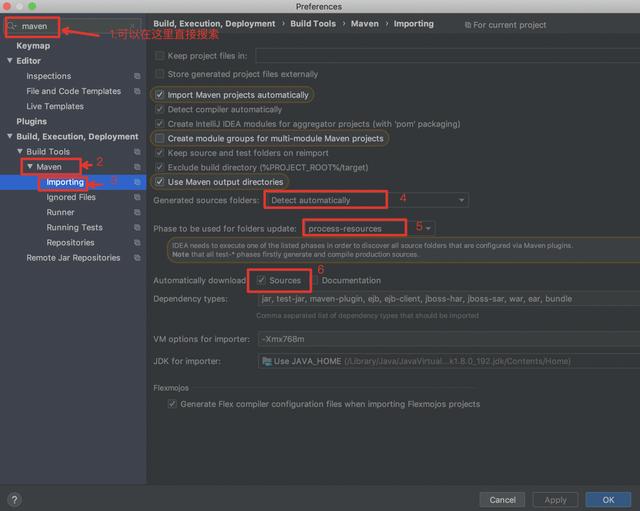 Preferences
maven
1.可以在这里直接搜素
Keymap
Editor
Inspections
File and Code Templates
Live Templates
Plugins
Build, Execution, Deployment
Build Tools
Maven
2
Importing
3
Ignored Files
Runner
Running Tests
Repositories
Remote Jar Repositories
Build, Execution, Deployment › Build Tools › Maven › Importing
For current project
Keep project files in:
Store generated project files externally
Import Maven projects automatically
Detect compiler automatically
Create IntelliJ IDEA modules for aggregator projects (with 'pom' packaging)
Create module groups for multi-module Maven projects
Keep source and test folders on reimport
Exclude build directory (%PROJECT_ROOT%/target)
Use Maven output directories
Generated sources folders: Detect automatically 4
Phase to be used for folders update: process-resources 5
IDEA needs to execute one of the listed phases in order to discover all source folders that are configured via Maven plugins.
Note that all test-* phases firstly generate and compile production sources.
6
Automatically download: Sources Documentation
Dependency types: jar, test-jar, maven-plugin, ejb, ejb-client, jboss-har, jboss-sar, war, ear, bundle
Comma separated list of dependency types that should be imported
VM options for importer: -Xmx768m
JDK for importer: Use JAVA_HOME (/Library/Java/JavaVirtual...k1.8.0_192.jdk/Contents/Home)
Flexmojos
Generate Flex compiler configuration files when importing Flexmojos projects
?
Cancel
Apply
OK